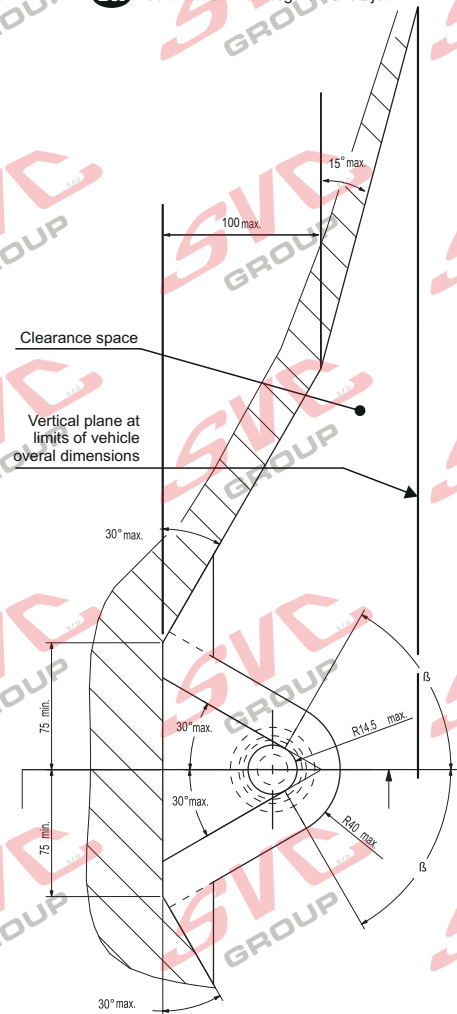 15° max.
100 max.
Clearance space
Vertical plane at
limits of vehicle
overal dimensions
30° max.
75 min.
30° max.
R14.5 max.
ß
75 min.
30° max.
R40 max.
ß
30° max.
SVC s.r.o.
GROUP